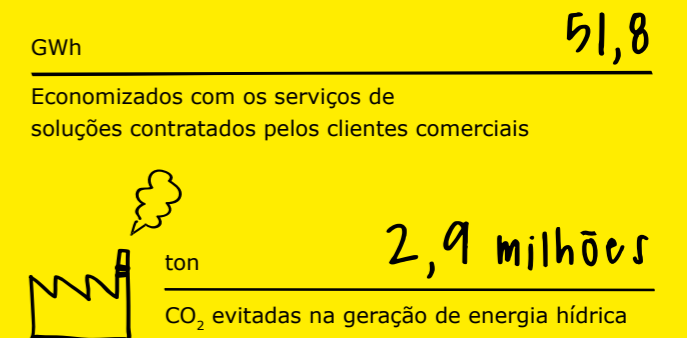 GWh 51,8
Economizados com os serviços de
soluções contratados pelos clientes comerciais
ton 2,9 milhões
CO₂ evitadas na geração de energia hídrica